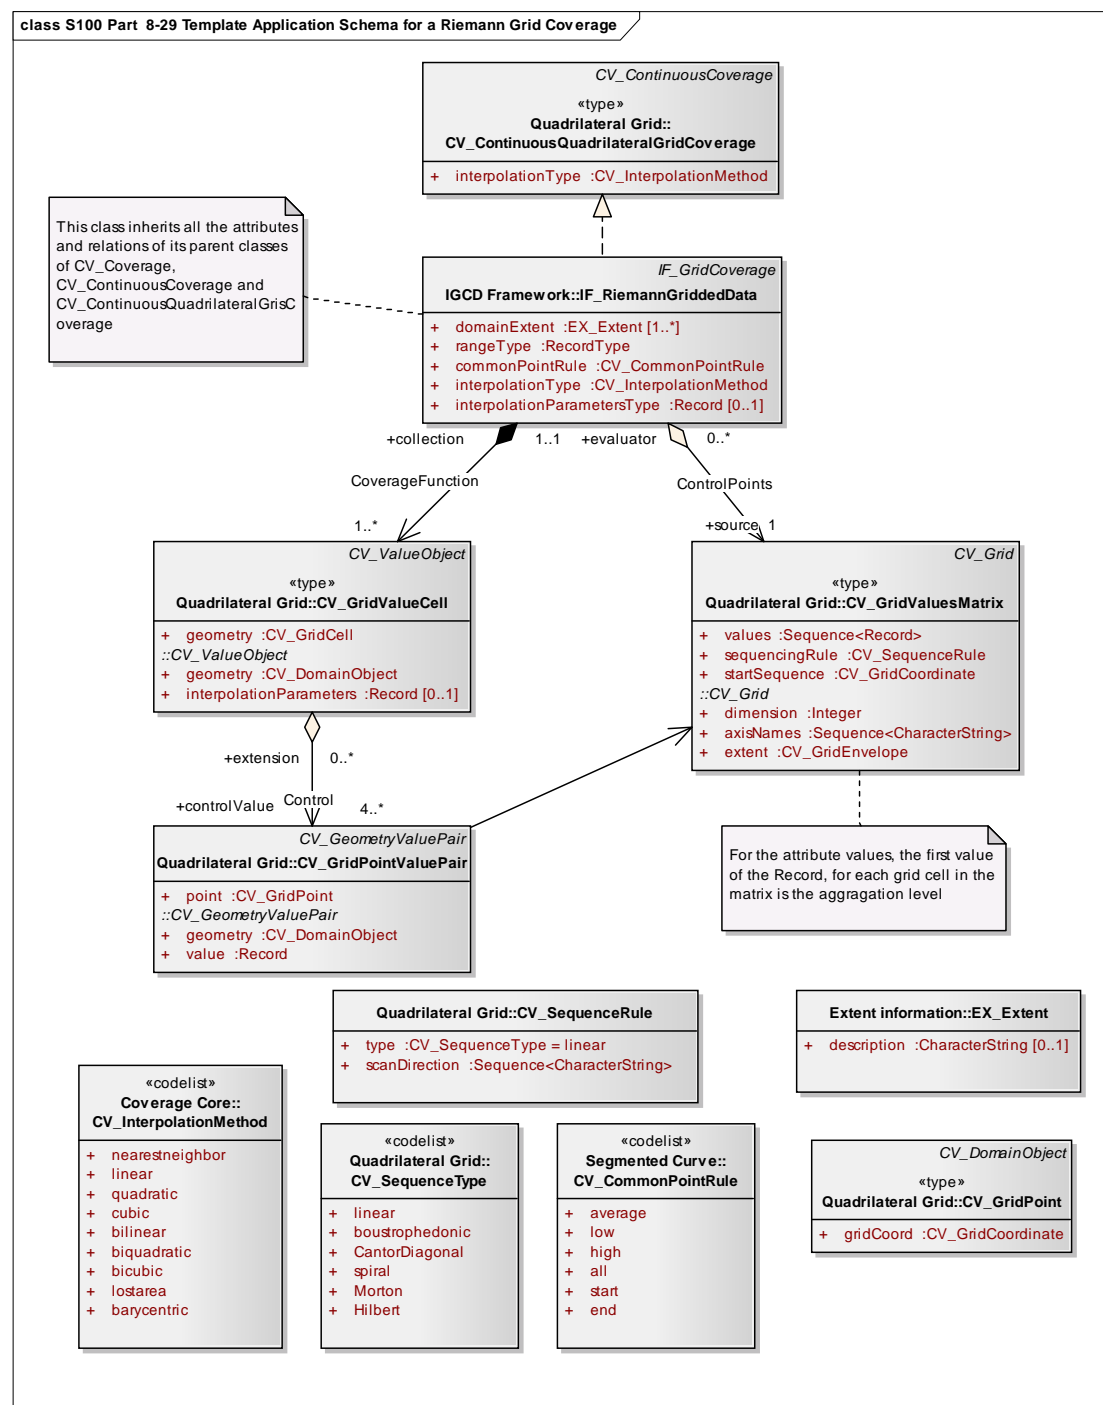 class S100 Part  8-29 Template Application Schema for a Riemann Grid Coverage
CV_ContinuousCoverage
«type»
Quadrilateral Grid::
CV_ContinuousQuadrilateralGridCoverage
+ interpolationType :CV_InterpolationMethod
This class inherits all the attributes
and relations of its parent classes
of CV_Coverage,
CV_ContinuousCoverage and
CV_ContinuousQuadrilateralGrisC
overage
IF_GridCoverage
IGCD Framework::IF_RiemannGriddedData
+ domainExtent :EX_Extent [1..*]
+ rangeType :RecordType
+ commonPointRule :CV_CommonPointRule
+ interpolationType :CV_InterpolationMethod
+ interpolationParametersType :Record [0..1]
+collection 1..1 +evaluator 0..*
CoverageFunction
ControlPoints
1..*
+source 1
CV_ValueObject
«type»
Quadrilateral Grid::CV_GridValueCell
+ geometry :CV_GridCell
::CV_ValueObject
+ geometry :CV_DomainObject
+ interpolationParameters :Record [0..1]
CV_Grid
«type»
Quadrilateral Grid::CV_GridValuesMatrix
+ values :Sequence<Record>
+ sequencingRule :CV_SequenceRule
+ startSequence :CV_GridCoordinate
::CV_Grid
+ dimension :Integer
+ axisNames :Sequence<CharacterString>
+ extent :CV_GridEnvelope
+extension 0..*
Control
+controlValue 4..*
CV_GeometryValuePair
Quadrilateral Grid::CV_GridPointValuePair
+ point :CV_GridPoint
::CV_GeometryValuePair
+ geometry :CV_DomainObject
+ value :Record
For the attribute values, the first value
of the Record, for each grid cell in the
matrix is the aggragation level
Quadrilateral Grid::CV_SequenceRule
+ type :CV_SequenceType = linear
+ scanDirection :Sequence<CharacterString>
Extent information::EX_Extent
+ description :CharacterString [0..1]
«codelist»
Coverage Core::
CV_InterpolationMethod
+ nearestneighbor
+ linear
+ quadratic
+ cubic
+ bilinear
+ biquadratic
+ bicubic
+ lostarea
+ barycentric
«codelist»
Quadrilateral Grid::
CV_SequenceType
+ linear
+ boustrophedonic
+ CantorDiagonal
+ spiral
+ Morton
+ Hilbert
«codelist»
Segmented Curve::
CV_CommonPointRule
+ average
+ low
+ high
+ all
+ start
+ end
CV_DomainObject
«type»
Quadrilateral Grid::CV_GridPoint
+ gridCoord :CV_GridCoordinate